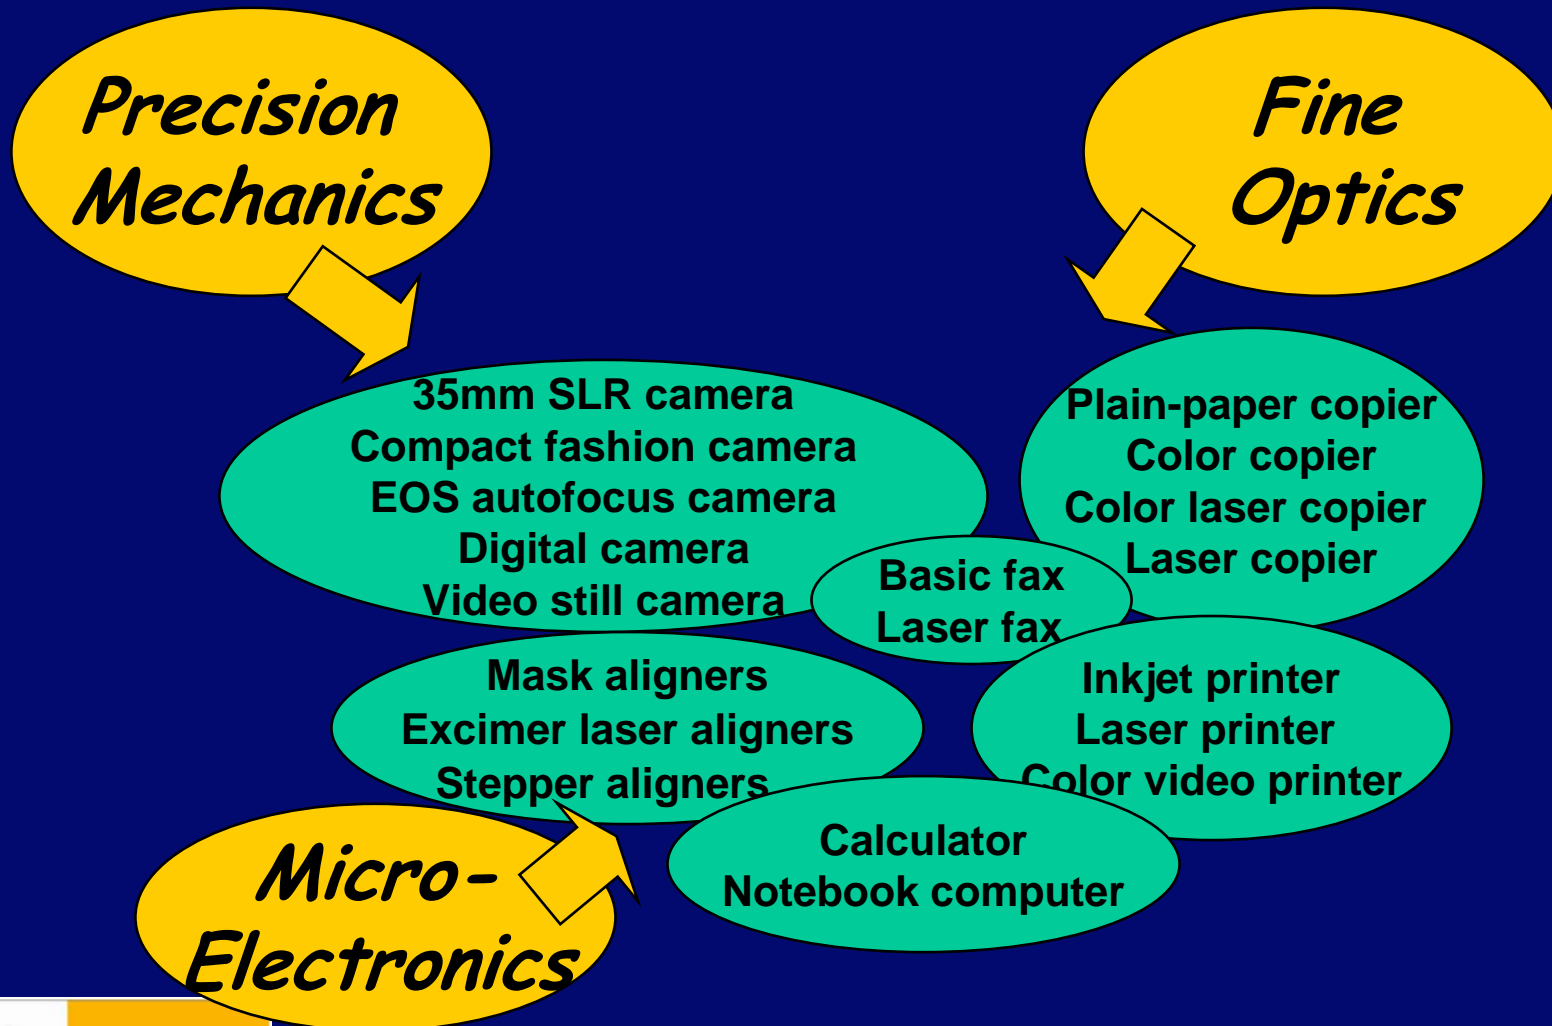 Precision
Mechanics
Fine
Optics
35mm SLR camera
Compact fashion camera
EOS autofocus camera
Digital camera
Video still camera
Plain-paper copier
Color copier
Color laser copier
Laser copier
Basic fax
Laser fax
Mask aligners
Excimer laser aligners
Stepper aligners
Inkjet printer
Laser printer
Color video printer
Calculator
Notebook computer
Micro-
Electronics